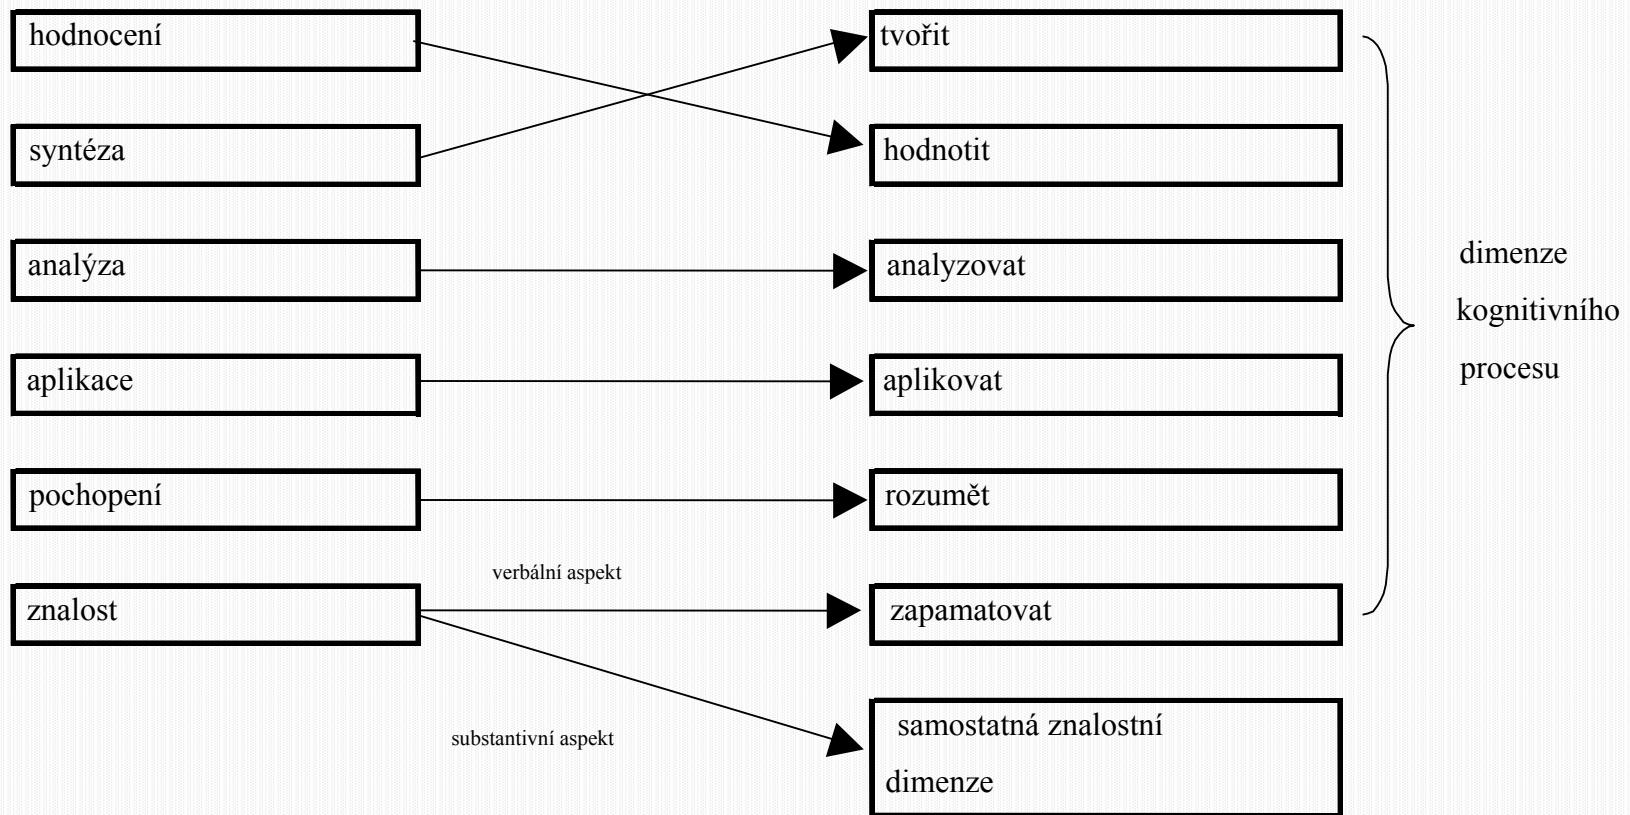 hodnocení
tvořit
syntéza
hodnotit
analýza
analyzovat
aplikace
aplikovat
pochopení
rozumět
verbální aspekt
znalost
zapamatovat
substantivní aspekt
samostatná znalostní
dimenze
dimenze
kognitivního
procesu